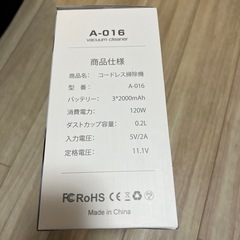 A-016
vacuum-cleaner
商品仕様
商品名: コードレス掃除機
型 番: A-016
バッテリー: 3*2000mAh
消費電力: 120W
ダストカップ容量: 0.2L
入力電圧: 5V/2A
定格電圧: 11.1V
FC RoHS CE
Made in China